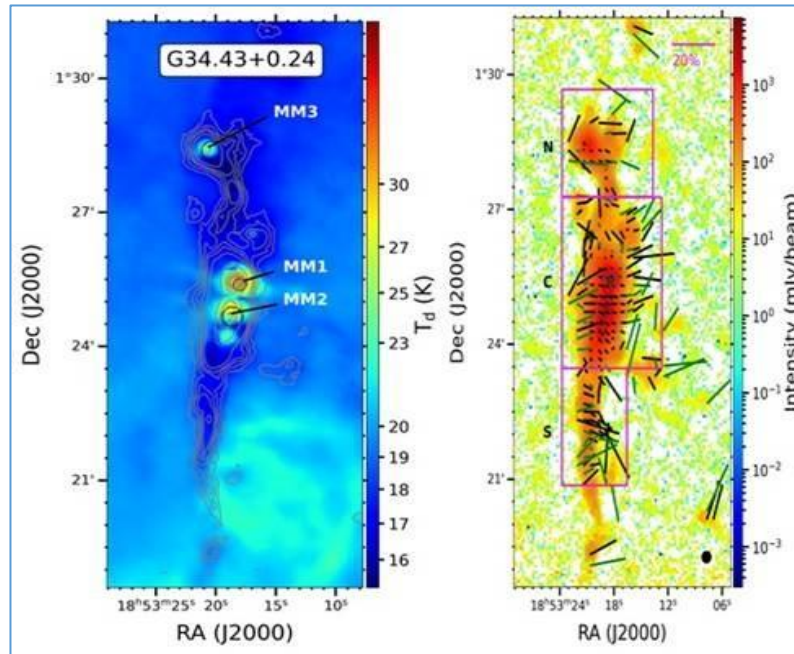 G34.43+0.24
MM3
MM1
MM2
1°30'
27'
24'
21'
Dec (J2000)
18ʰ53ᵐ25ˢ 20ˢ 15ˢ 10ˢ
RA (J2000)
30
27
25
23
20
19
18
17
16
T_d (K)
20%
N
C
S
1°30'
27'
24'
21'
Dec (J2000)
18ʰ53ᵐ24ˢ 18ˢ 12ˢ 06ˢ
RA (J2000)
10³
10²
10¹
10⁰
10⁻¹
10⁻²
10⁻³
Intensity (mJy/beam)